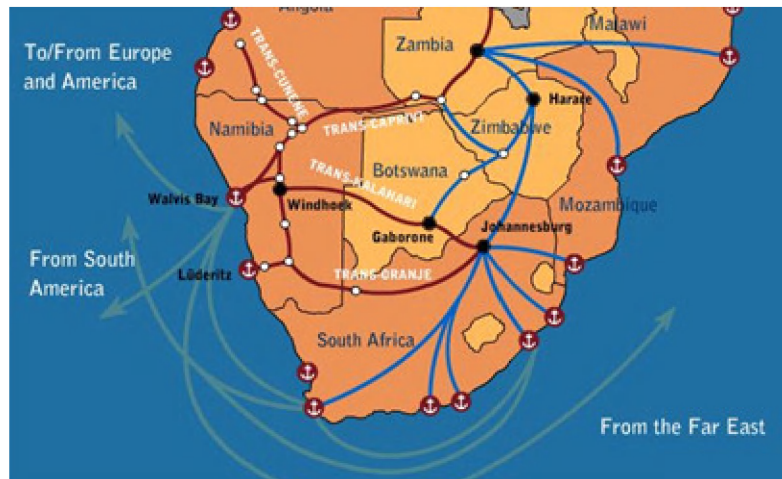 Angola
To/From Europe
and America
Malawi
Zambia
TRANS-CUNENE
Harare
Namibia
TRANS-CAPRIVI
Zimbabwe
Botswana
TRANS-KALAHARI
Walvis Bay
Windhoek
Mozambique
Gaborone
Johannesburg
From South
America
Lüderitz
TRANS-ORANJE
South Africa
From the Far East